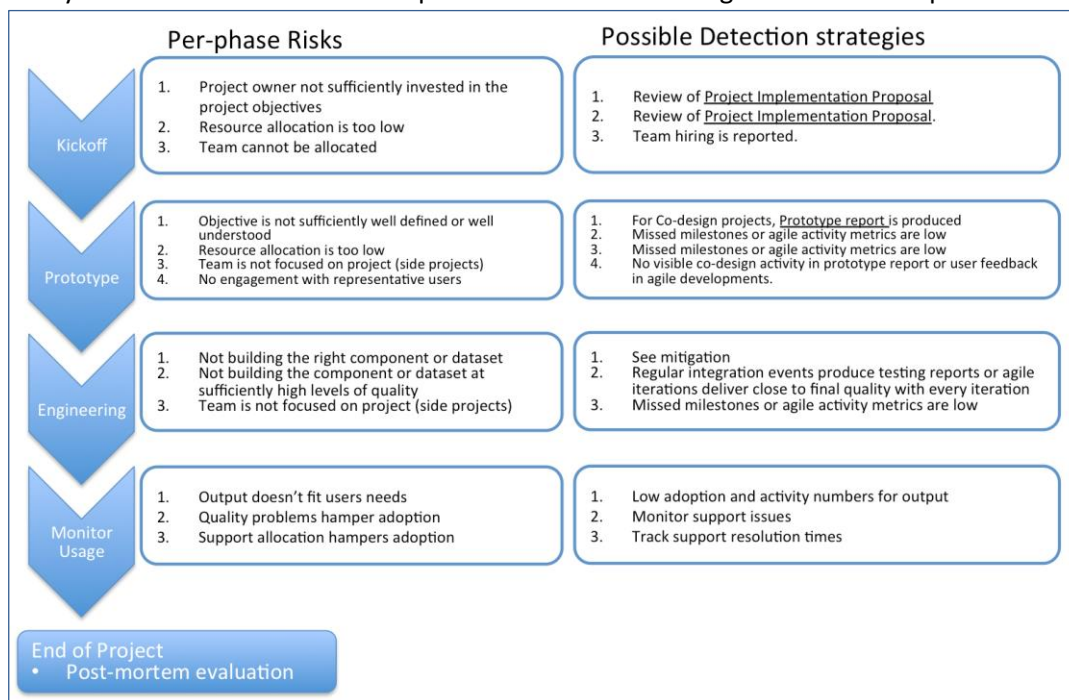 Per-phase Risks
Possible Detection strategies
Kickoff
1. Project owner not sufficiently invested in the
project objectives
2. Resource allocation is too low
3. Team cannot be allocated
1. Review of Project Implementation Proposal
2. Review of Project Implementation Proposal.
3. Team hiring is reported.
Prototype
1. Objective is not sufficiently well defined or well
understood
2. Resource allocation is too low
3. Team is not focused on project (side projects)
4. No engagement with representative users
1. For Co-design projects, Prototype report is produced
2. Missed milestones or agile activity metrics are low
3. Missed milestones or agile activity metrics are low
4. No visible co-design activity in prototype report or user feedback
in agile developments.
Engineering
1. Not building the right component or dataset
2. Not building the component or dataset at
sufficiently high levels of quality
3. Team is not focused on project (side projects)
1. See mitigation
2. Regular integration events produce testing reports or agile
iterations deliver close to final quality with every iteration
3. Missed milestones or agile activity metrics are low
Monitor
Usage
1. Output doesn't fit users needs
2. Quality problems hamper adoption
3. Support allocation hampers adoption
1. Low adoption and activity numbers for output
2. Monitor support issues
3. Track support resolution times
End of Project
• Post-mortem evaluation